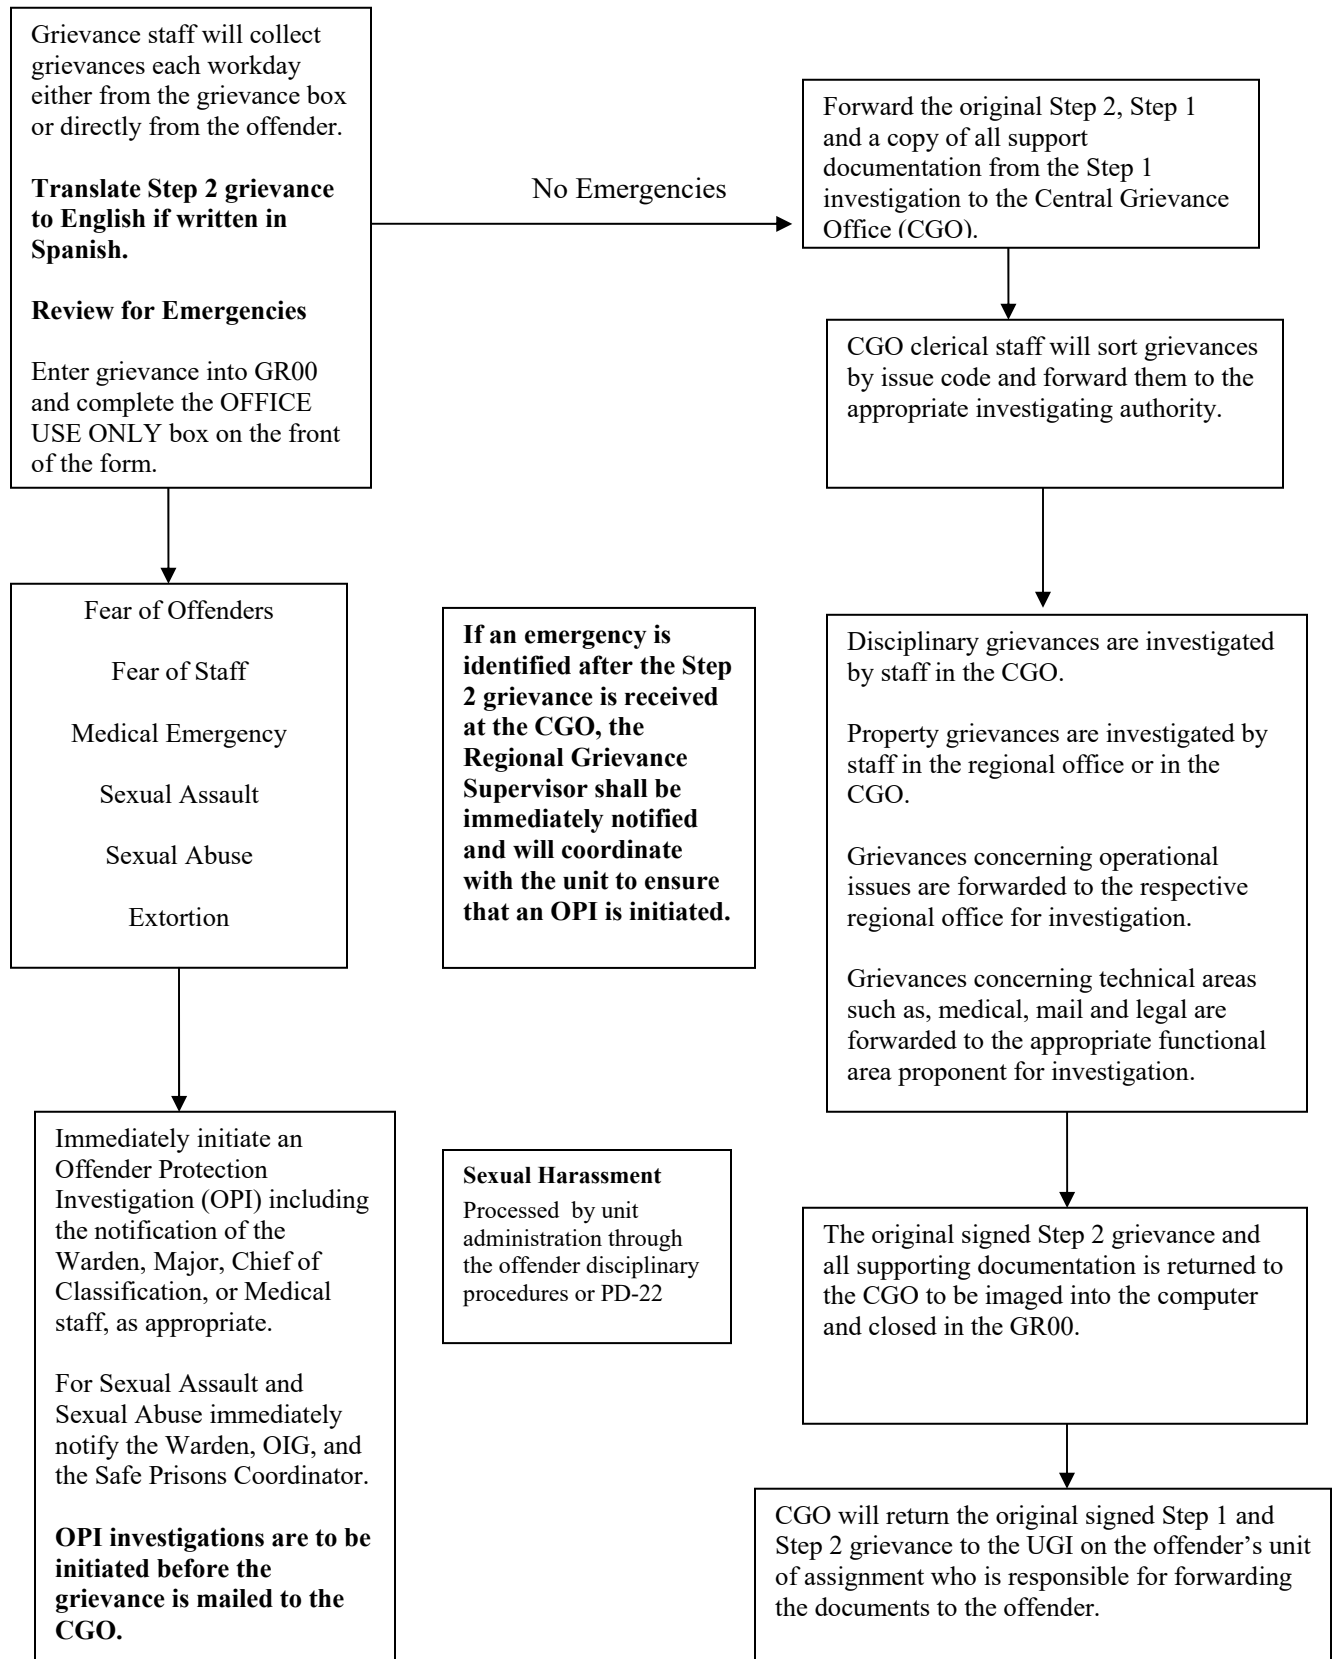 Grievance staff will collect
grievances each workday
either from the grievance box
or directly from the offender.
Translate Step 2 grievance
to English if written in
Spanish.
Review for Emergencies
Enter grievance into GR00
and complete the OFFICE
USE ONLY box on the front
of the form.
No Emergencies
Forward the original Step 2, Step 1
and a copy of all support
documentation from the Step 1
investigation to the Central Grievance
Office (CGO).
CGO clerical staff will sort grievances
by issue code and forward them to the
appropriate investigating authority.
Fear of Offenders
Fear of Staff
Medical Emergency
Sexual Assault
Sexual Abuse
Extortion
If an emergency is
identified after the Step
2 grievance is received
at the CGO, the
Regional Grievance
Supervisor shall be
immediately notified
and will coordinate
with the unit to ensure
that an OPI is initiated.
Disciplinary grievances are investigated
by staff in the CGO.
Property grievances are investigated by
staff in the regional office or in the
CGO.
Grievances concerning operational
issues are forwarded to the respective
regional office for investigation.
Grievances concerning technical areas
such as, medical, mail and legal are
forwarded to the appropriate functional
area proponent for investigation.
Immediately initiate an
Offender Protection
Investigation (OPI) including
the notification of the
Warden, Major, Chief of
Classification, or Medical
staff, as appropriate.
For Sexual Assault and
Sexual Abuse immediately
notify the Warden, OIG, and
the Safe Prisons Coordinator.
OPI investigations are to be
initiated before the
grievance is mailed to the
CGO.
Sexual Harassment
Processed by unit
administration through
the offender disciplinary
procedures or PD-22
The original signed Step 2 grievance and
all supporting documentation is returned to
the CGO to be imaged into the computer
and closed in the GR00.
CGO will return the original signed Step 1 and
Step 2 grievance to the UGI on the offender’s unit
of assignment who is responsible for forwarding
the documents to the offender.